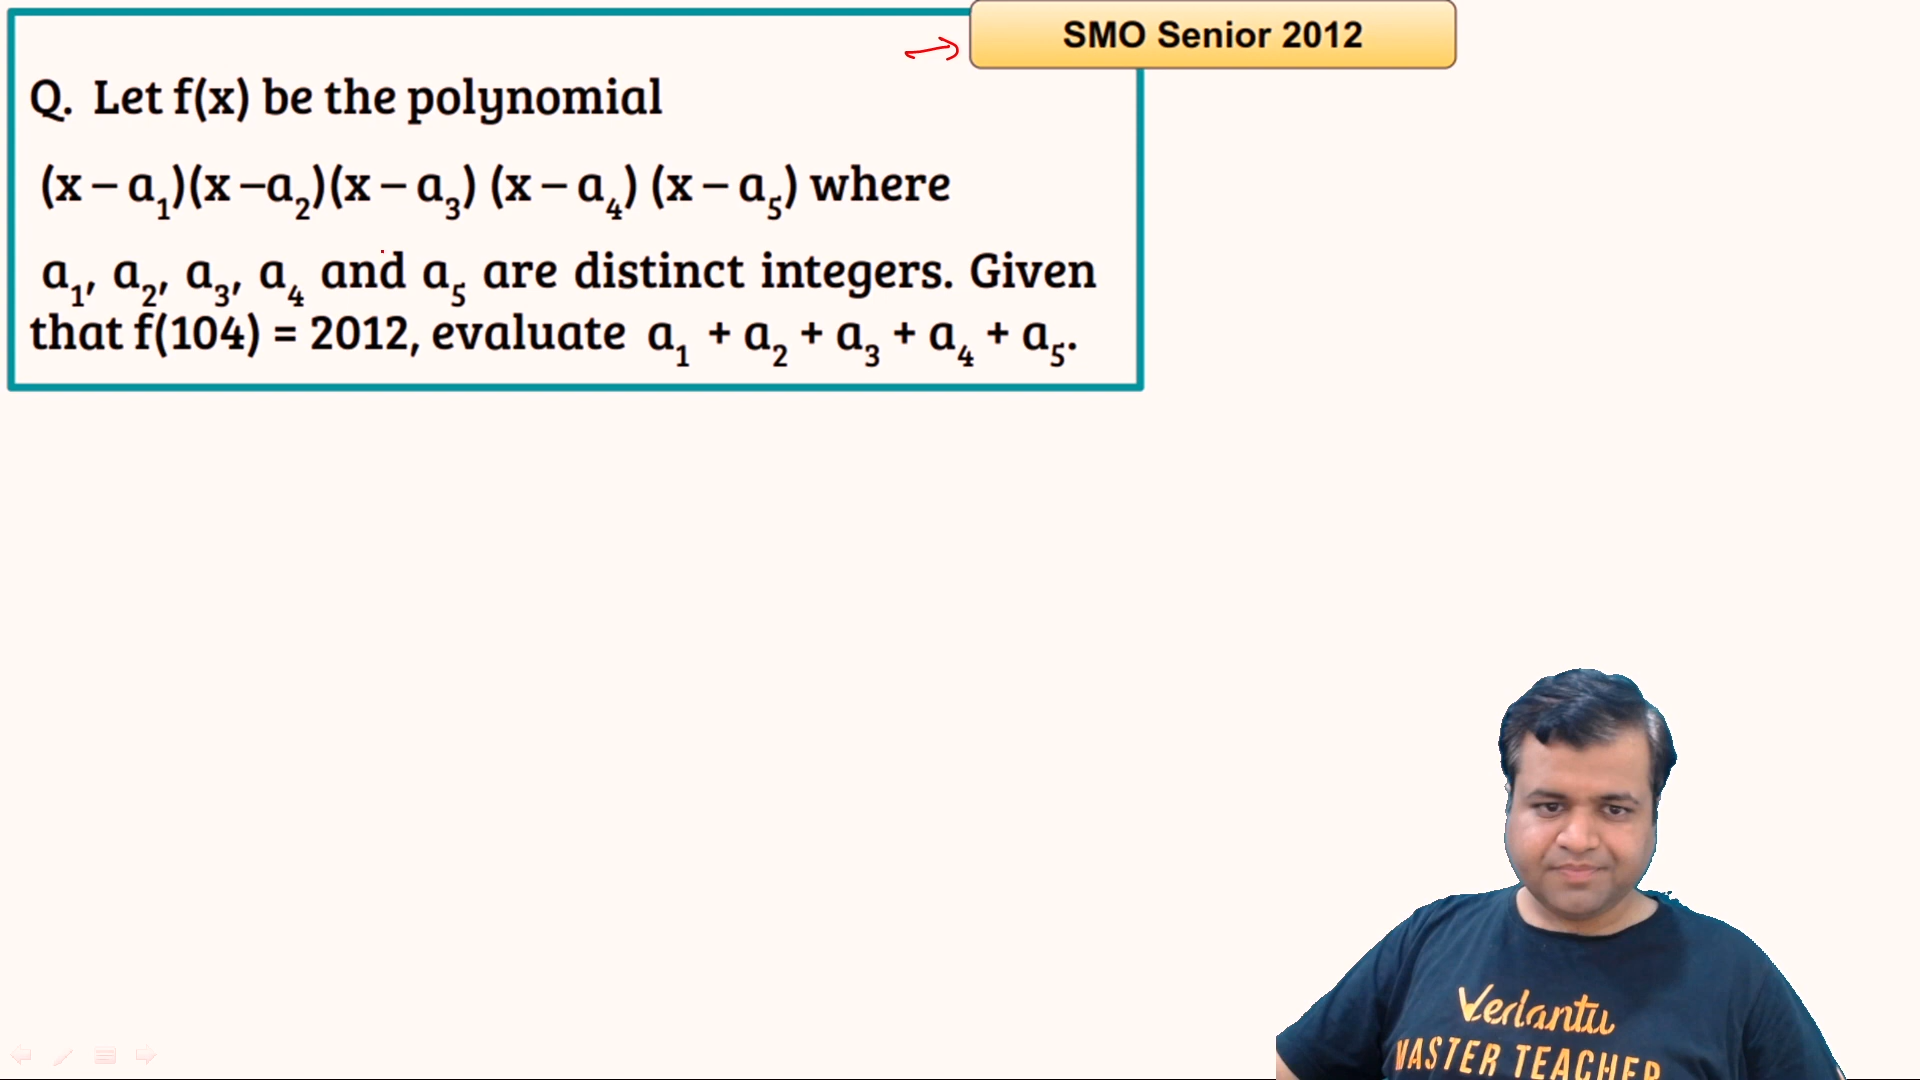 SMO Senior 2012
Q. Let f(x) be the polynomial
(x – a₁)(x –a₂)(x – a₃) (x – a₄) (x – a₅) where
a₁, a₂, a₃, a₄ and a₅ are distinct integers. Given
that f(104) = 2012, evaluate a₁ + a₂ + a₃ + a₄ + a₅.
Vedantu
MASTER TEACHER